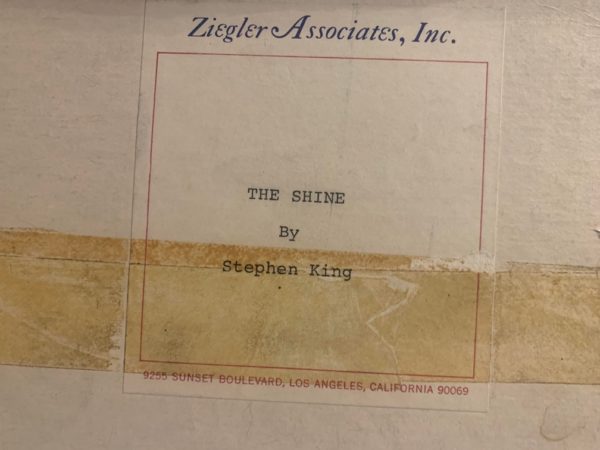 Ziegler Associates, Inc.
THE SHINE
By
Stephen King
9255 SUNSET BOULEVARD, LOS ANGELES, CALIFORNIA 90069